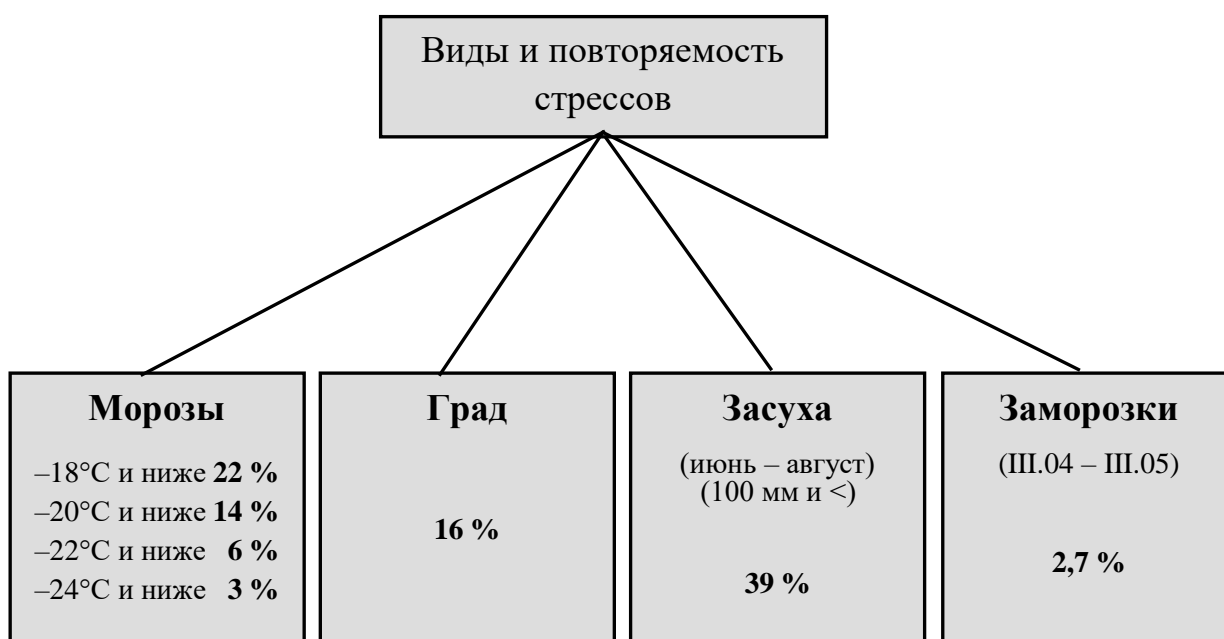 Виды и повторяемость
стрессов
Морозы
–18°С и ниже 22 %
–20°С и ниже 14 %
–22°С и ниже 6 %
–24°С и ниже 3 %
Град
16 %
Засуха
(июнь – август)
(100 мм и <)
39 %
Заморозки
(III.04 – III.05)
2,7 %